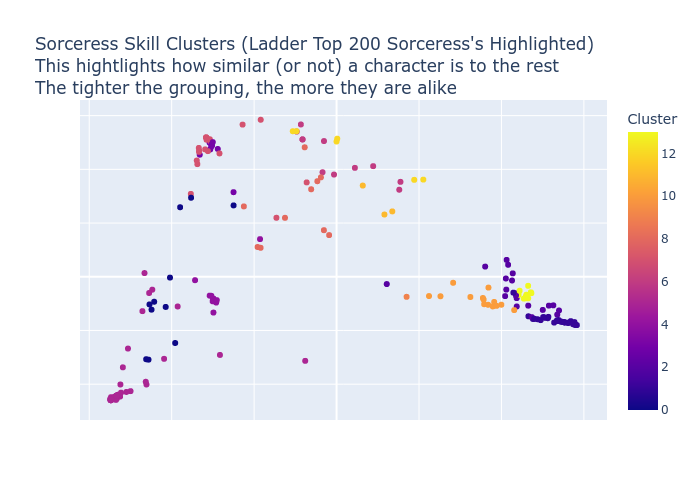 Sorceress Skill Clusters (Ladder Top 200 Sorceress's Highlighted)
This hightlights how similar (or not) a character is to the rest
The tighter the grouping, the more they are alike
Cluster
12
10
8
6
4
2
0